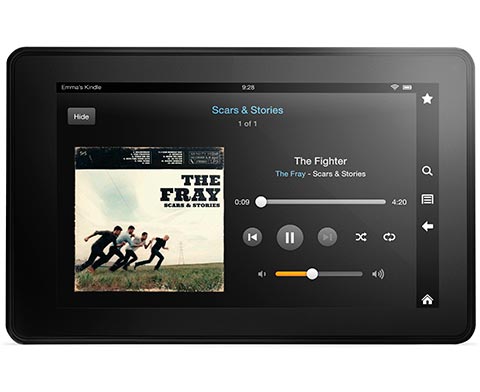 Emma's Kindle
9:28
Hide
Scars & Stories
1 of 1
THE
FRAY
SCARS & STORIES
The Fighter
The Fray - Scars & Stories
0:09
4:20